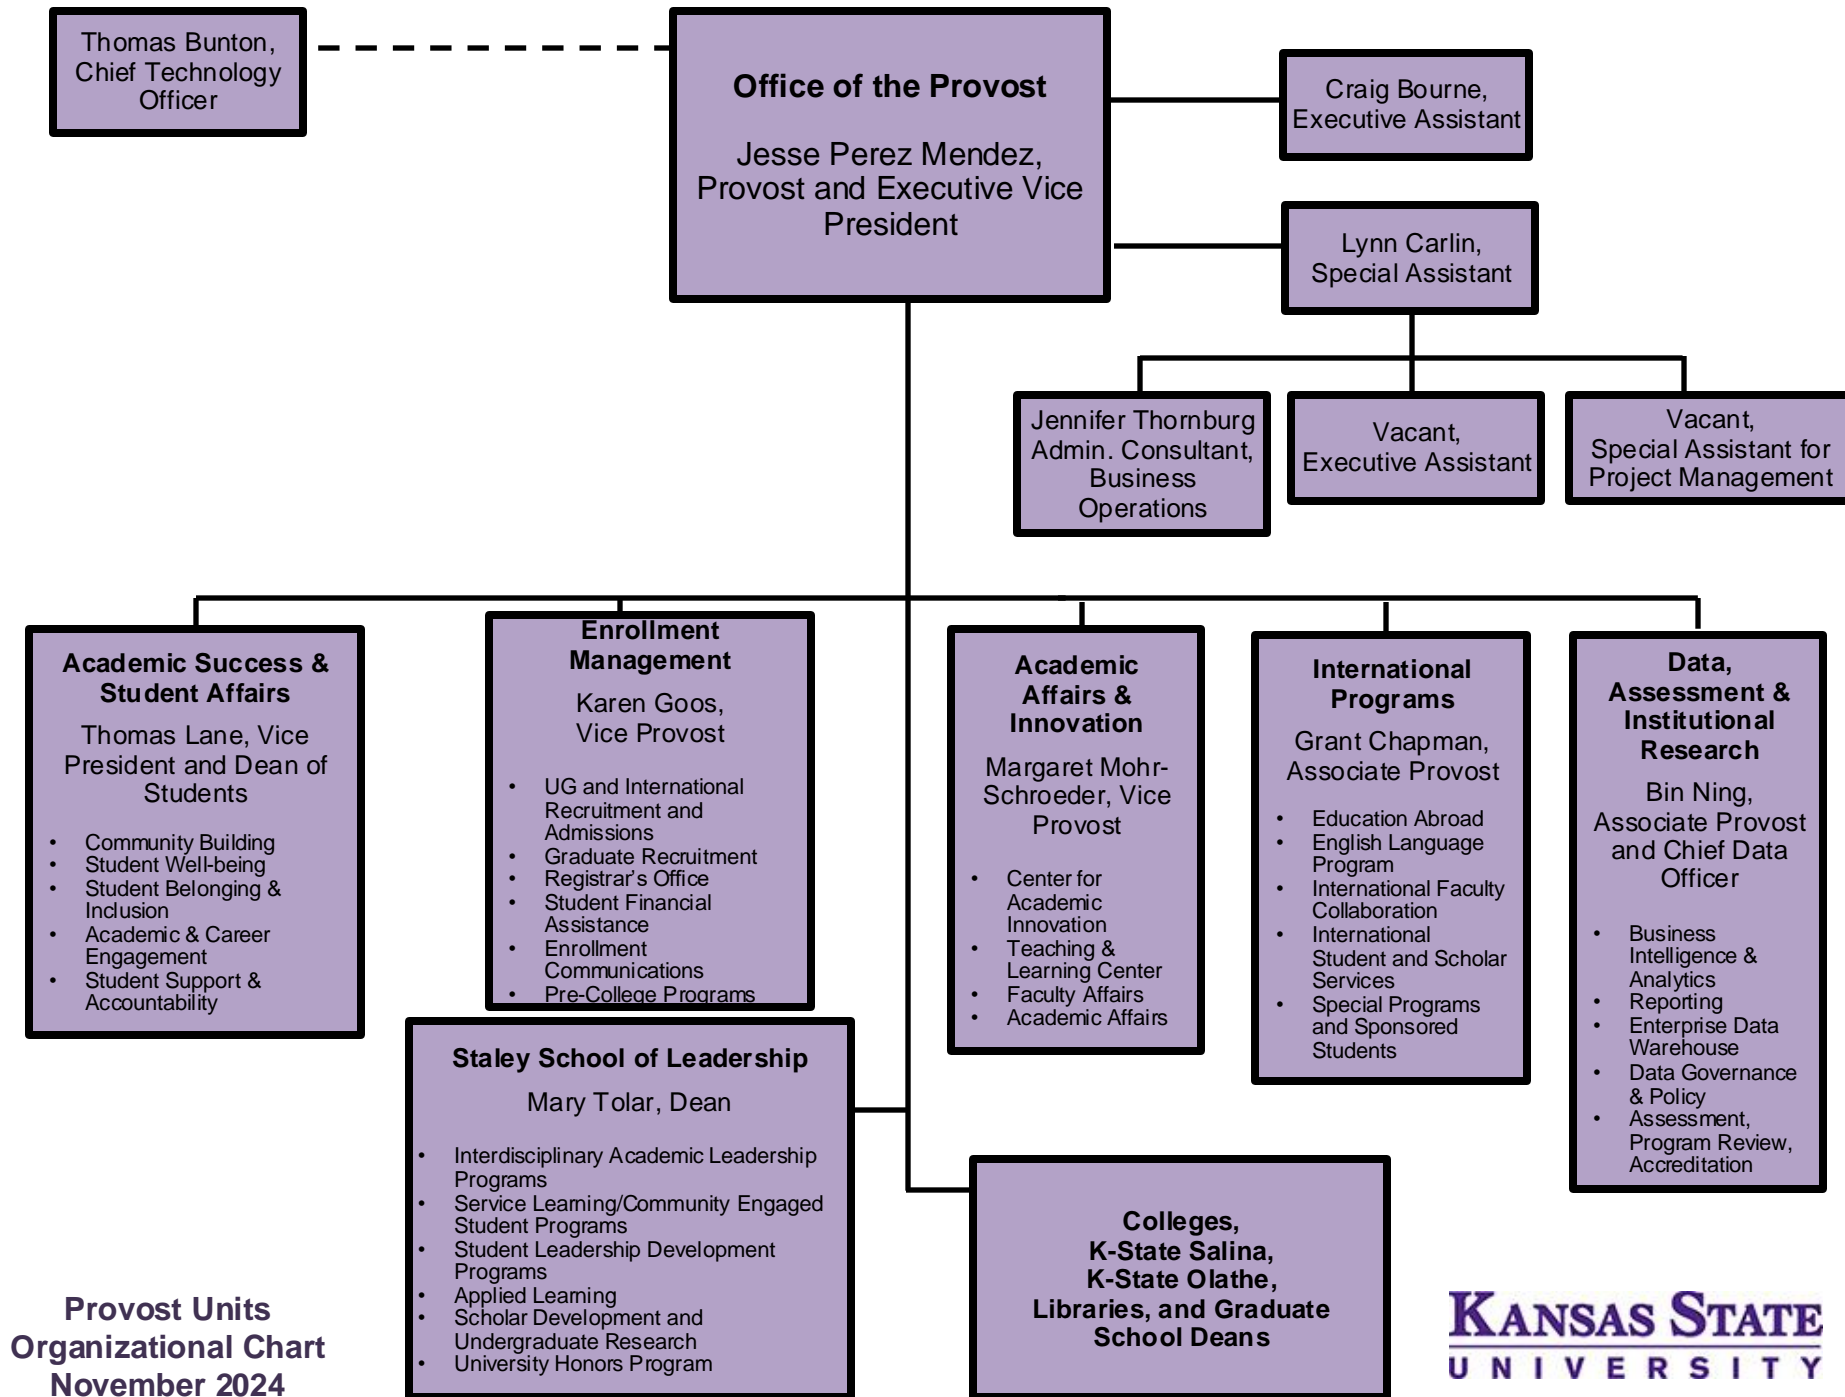 Thomas Bunton,
Chief Technology
Officer
Office of the Provost
Jesse Perez Mendez,
Provost and Executive Vice
President
Craig Bourne,
Executive Assistant
Lynn Carlin,
Special Assistant
Jennifer Thornburg
Admin. Consultant,
Business
Operations
Vacant,
Executive Assistant
Vacant,
Special Assistant for
Project Management
Academic Success &
Student Affairs
Thomas Lane, Vice
President and Dean of
Students
• Community Building
• Student Well-being
• Student Belonging &
Inclusion
• Academic & Career
Engagement
• Student Support &
Accountability
Enrollment
Management
Karen Goos,
Vice Provost
• UG and International
Recruitment and
Admissions
• Graduate Recruitment
• Registrar’s Office
• Student Financial
Assistance
• Enrollment
Communications
• Pre-College Programs
Academic
Affairs &
Innovation
Margaret Mohr-
Schroeder, Vice
Provost
• Center for
Academic
Innovation
• Teaching &
Learning Center
• Faculty Affairs
• Academic Affairs
International
Programs
Grant Chapman,
Associate Provost
• Education Abroad
• English Language
Program
• International Faculty
Collaboration
• International
Student and Scholar
Services
• Special Programs
and Sponsored
Students
Data,
Assessment &
Institutional
Research
Bin Ning,
Associate Provost
and Chief Data
Officer
• Business
Intelligence &
Analytics
• Reporting
• Enterprise Data
Warehouse
• Data Governance
& Policy
• Assessment,
Program Review,
Accreditation
Staley School of Leadership
Mary Tolar, Dean
• Interdisciplinary Academic Leadership
Programs
• Service Learning/Community Engaged
Student Programs
• Student Leadership Development
Programs
• Applied Learning
• Scholar Development and
Undergraduate Research
• University Honors Program
Colleges,
K-State Salina,
K-State Olathe,
Libraries, and Graduate
School Deans
Provost Units
Organizational Chart
November 2024
KANSAS STATE
UNIVERSITY